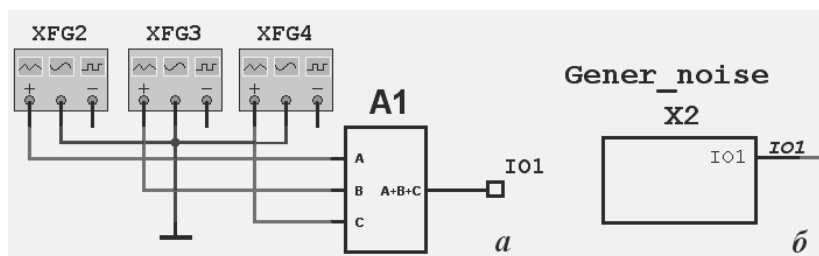 XFG2 XFG3 XFG4
+ − + − + −
A1
A
B A+B+C
C
IO1
а
Gener_noise
X2
IO1 IO1
б